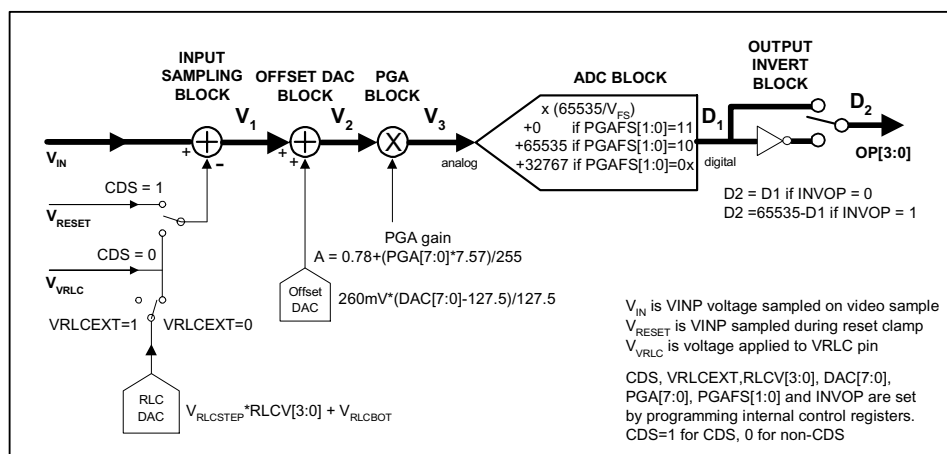 INPUT SAMPLING BLOCK
OFFSET DAC BLOCK
PGA BLOCK
ADC BLOCK
OUTPUT INVERT BLOCK
V1
V2
V3
D1
D2
VIN
+
-
+
+
+
+
X
analog
x (65535/VFS)
+0 if PGAFS[1:0]=11
+65535 if PGAFS[1:0]=10
+32767 if PGAFS[1:0]=0x
digital
OP[3:0]
D2 = D1 if INVOP = 0
D2 =65535-D1 if INVOP = 1
CDS = 1
VRESET
CDS = 0
VVRLC
VRLCEXT=1
VRLCEXT=0
RLC DAC
VRLCSTEP*RLCV[3:0] + VRLCBOT
PGA gain
A = 0.78+(PGA[7:0]*7.57)/255
Offset DAC
260mV*(DAC[7:0]-127.5)/127.5
VIN is VINP voltage sampled on video sample
VRESET is VINP sampled during reset clamp
VVRLC is voltage applied to VRLC pin
CDS, VRLCEXT,RLCV[3:0], DAC[7:0],
PGA[7:0], PGAFS[1:0] and INVOP are set
by programming internal control registers.
CDS=1 for CDS, 0 for non-CDS